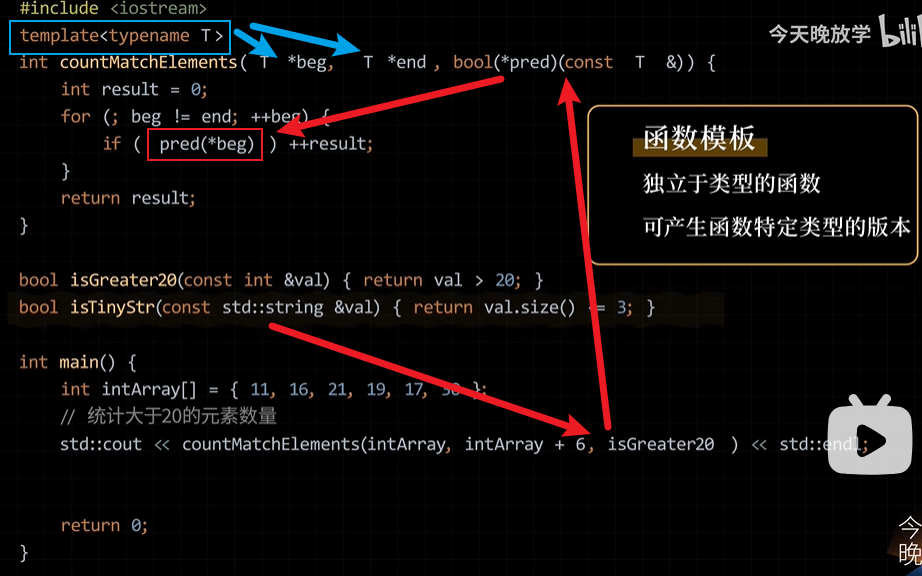 #include <iostream>
今天晚放学 bili
template<typename T>
int countMatchElements( T *beg, T *end , bool(*pred)(const T &)) {
int result = 0;
for (; beg != end; ++beg) {
if ( pred(*beg) ) ++result;
}
return result;
}
函数模板
独立于类型的函数
可产生函数特定类型的版本
bool isGreater20(const int &val) { return val > 20; }
bool isTinyStr(const std::string &val) { return val.size() <= 3; }
int main() {
int intArray[] = { 11, 16, 21, 19, 17, 30 };
// 统计大于20的元素数量
std::cout << countMatchElements(intArray, intArray + 6, isGreater20 ) << std::endl;
return 0;
}
今
晚